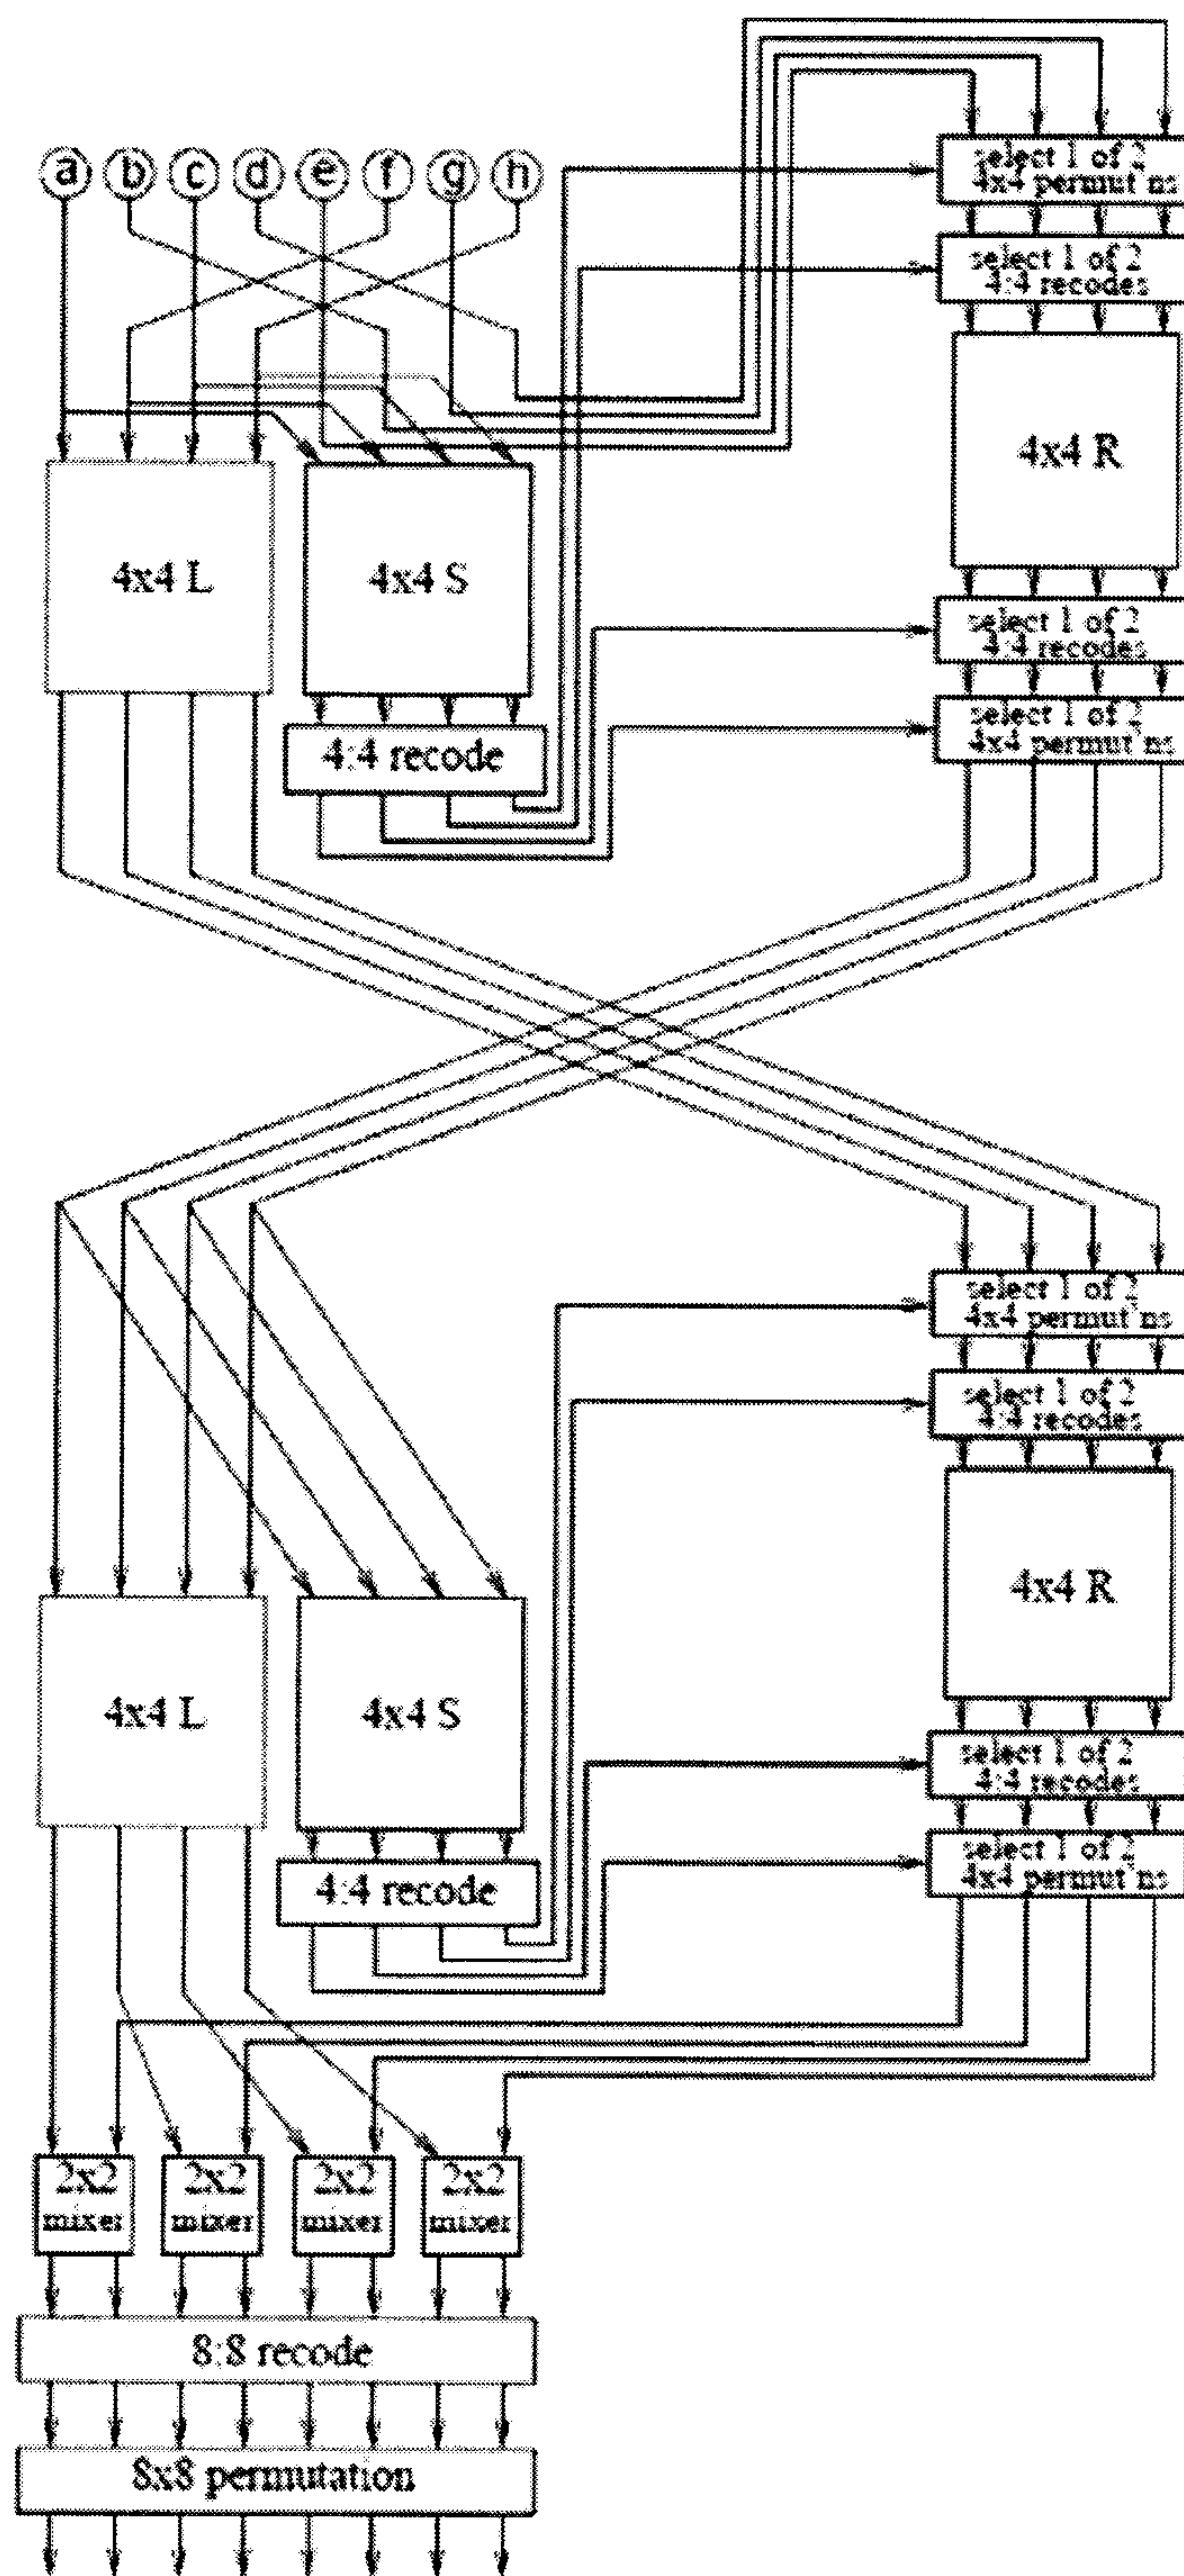 a b c d e f g h
select 1 of 2
4x4 permut'ns
select 1 of 2
4:4 recodes
4x4 R
4x4 L
4x4 S
select 1 of 2
4:4 recodes
select 1 of 2
4x4 permut'ns
4:4 recode
select 1 of 2
4x4 permut'ns
select 1 of 2
4:4 recodes
4x4 R
4x4 L
4x4 S
select 1 of 2
4:4 recodes
select 1 of 2
4x4 permut'ns
4:4 recode
2x2 2x2 2x2 2x2
mixer mixer mixer mixer
8:8 recode
8x8 permutation